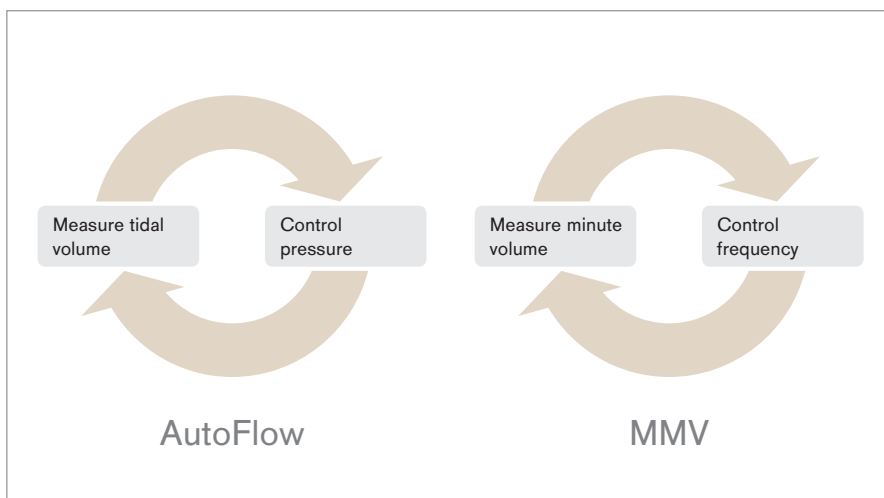 Measure tidal
volume
Control
pressure
Measure minute
volume
Control
frequency
AutoFlow
MMV